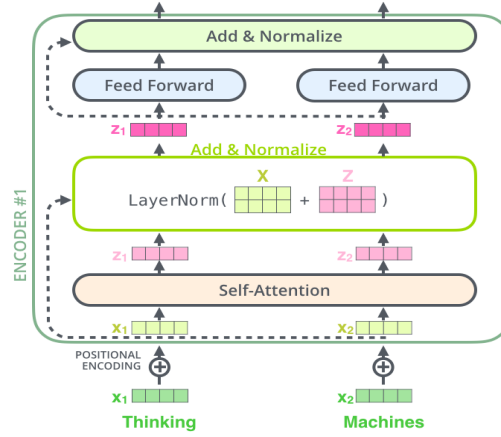 Add & Normalize
Feed Forward Feed Forward
z1 z2
Add & Normalize
X Z
LayerNorm( + )
z1 z2
Self-Attention
x1 x2
POSITIONAL
ENCODING
x1 x2
Thinking Machines
ENCODER #1